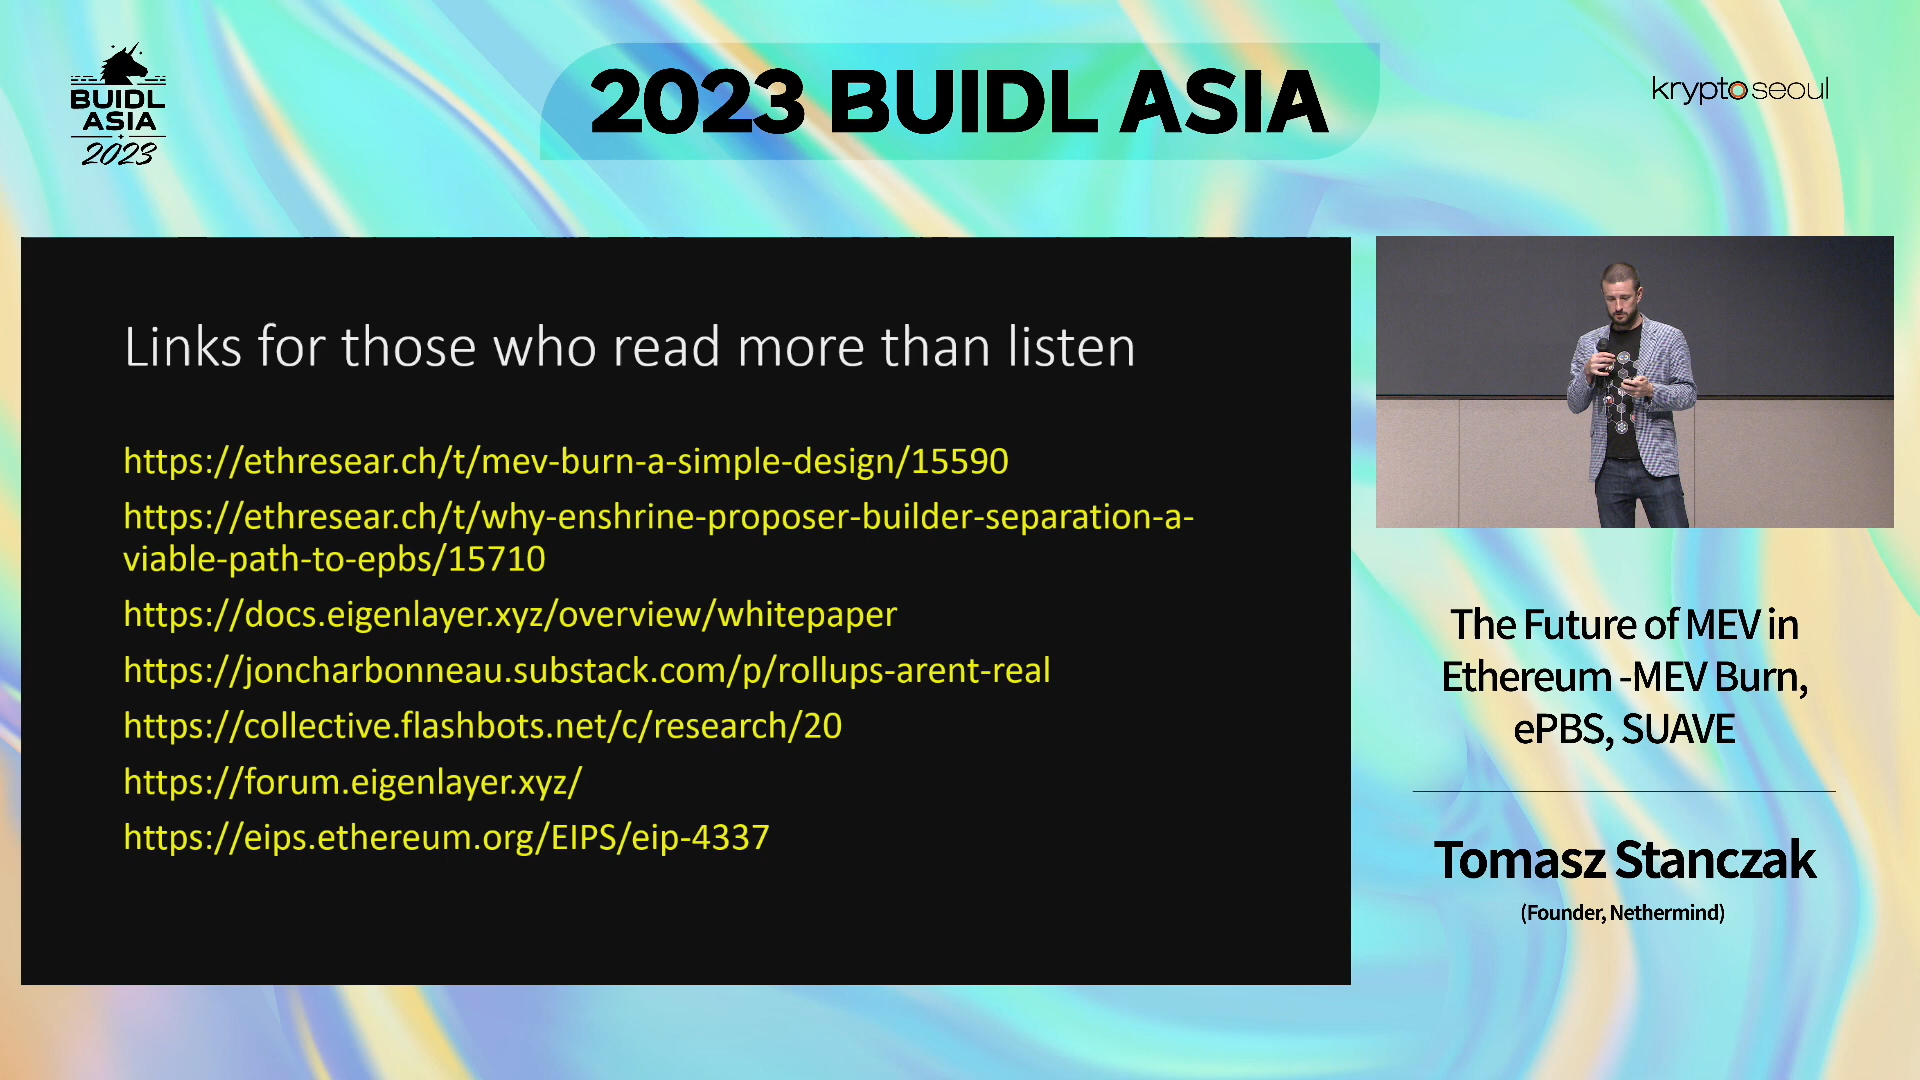 BUIDL
ASIA
2023
2023 BUIDL ASIA
kryptoseoul
Links for those who read more than listen
https://ethresear.ch/t/mev-burn-a-simple-design/15590
https://ethresear.ch/t/why-enshrine-proposer-builder-separation-a-
viable-path-to-epbs/15710
https://docs.eigenlayer.xyz/overview/whitepaper
https://joncharbonneau.substack.com/p/rollups-arent-real
https://collective.flashbots.net/c/research/20
https://forum.eigenlayer.xyz/
https://eips.ethereum.org/EIPS/eip-4337
The Future of MEV in
Ethereum -MEV Burn,
ePBS, SUAVE
Tomasz Stanczak
(Founder, Nethermind)